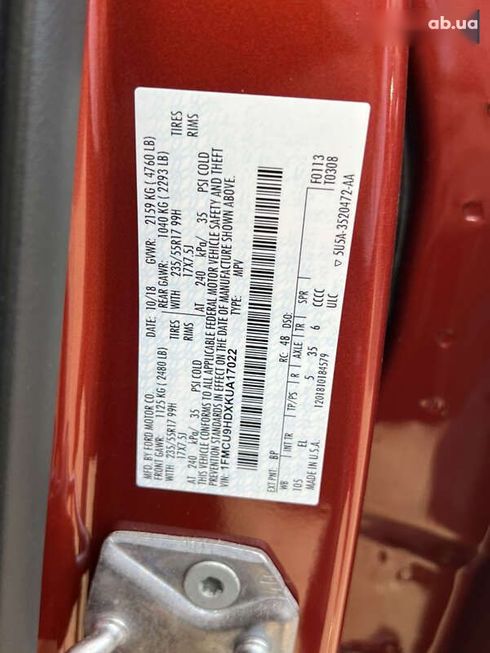 ab.ua
MFD. BY FORD MOTOR CO.
DATE: 10/18 GVWR: 2159 KG ( 4760 LB)
FRONT GAWR: 1125 KG ( 2480 LB)
REAR GAWR: 1040 KG ( 2293 LB)
WITH 235/55R17 99H TIRES
WITH 235/55R17 99H TIRES
17X7.5J RIMS
17X7.5J RIMS
AT 240 kPa/ 35 PSI COLD
AT 240 kPa/ 35 PSI COLD
THIS VEHICLE CONFORMS TO ALL APPLICABLE FEDERAL MOTOR VEHICLE SAFETY AND THEFT
PREVENTION STANDARDS IN EFFECT ON THE DATE OF MANUFACTURE SHOWN ABOVE.
VIN: 1FMCU9HDXKUA17022
TYPE: MPV
F0113
T0308
EXT PNT: BP RC: 4B DSO:
WB INT TR TP/PS R AXLE TR SPR
105 EL 5 35 6 CCCC
ULC
1201810184579
▽ 5U5A-3520472-AA